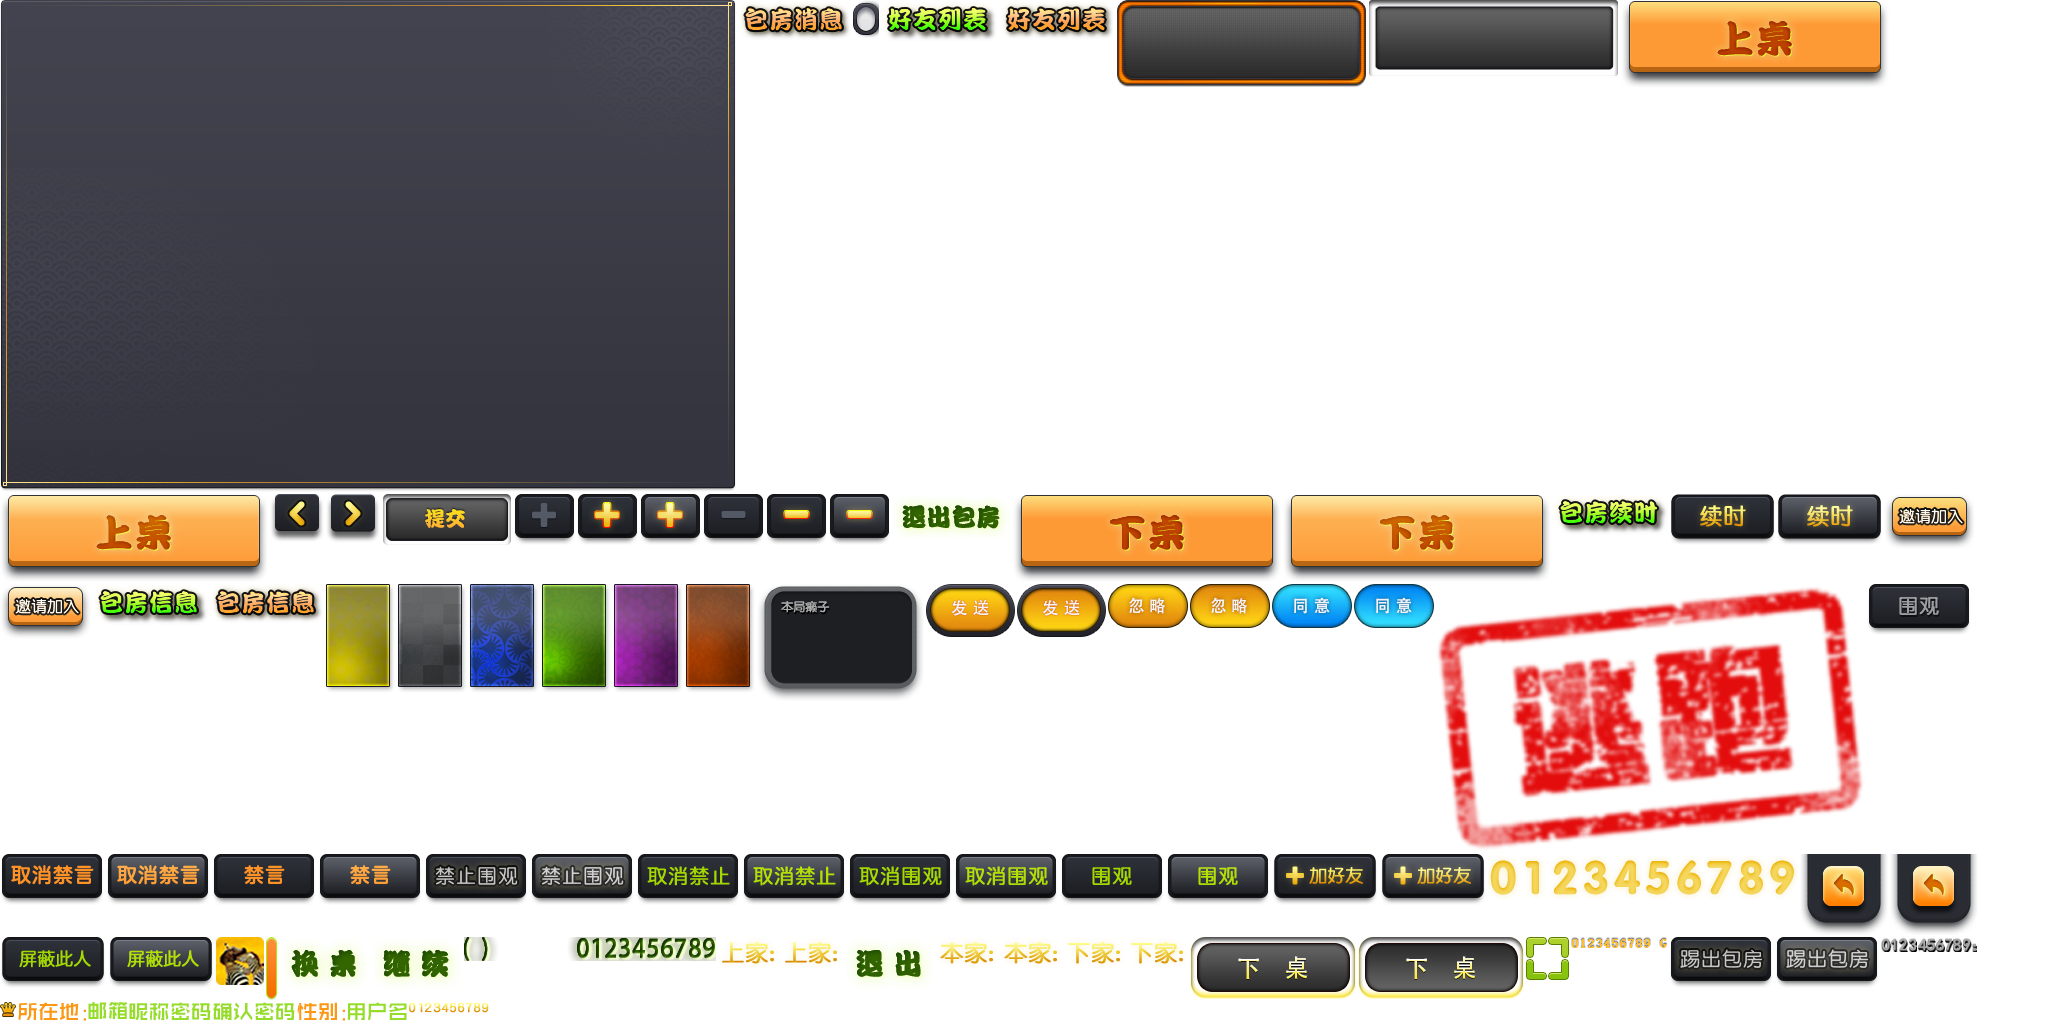 包房消息 好友列表 好友列表 上桌
上桌 提交 退出包房 下桌 下桌 包房续时 续时 续时 邀请加入
邀请加入 包房信息 包房信息 本局癞子 发送 发送 忽略 忽略 同意 同意 围观
逃跑
取消禁言 取消禁言 禁言 禁言 禁止围观 禁止围观 取消禁止 取消禁止 取消围观 取消围观 围观 围观 +加好友 +加好友 0123456789
屏蔽此人 屏蔽此人 换桌 继续 () 0123456789 上家: 上家: 退出 本家: 本家: 下家: 下家: 下桌 下桌 0123456789 踢出包房 踢出包房 0123456789:
所在地:邮箱昵称密码确认密码性别:用户名0123456789